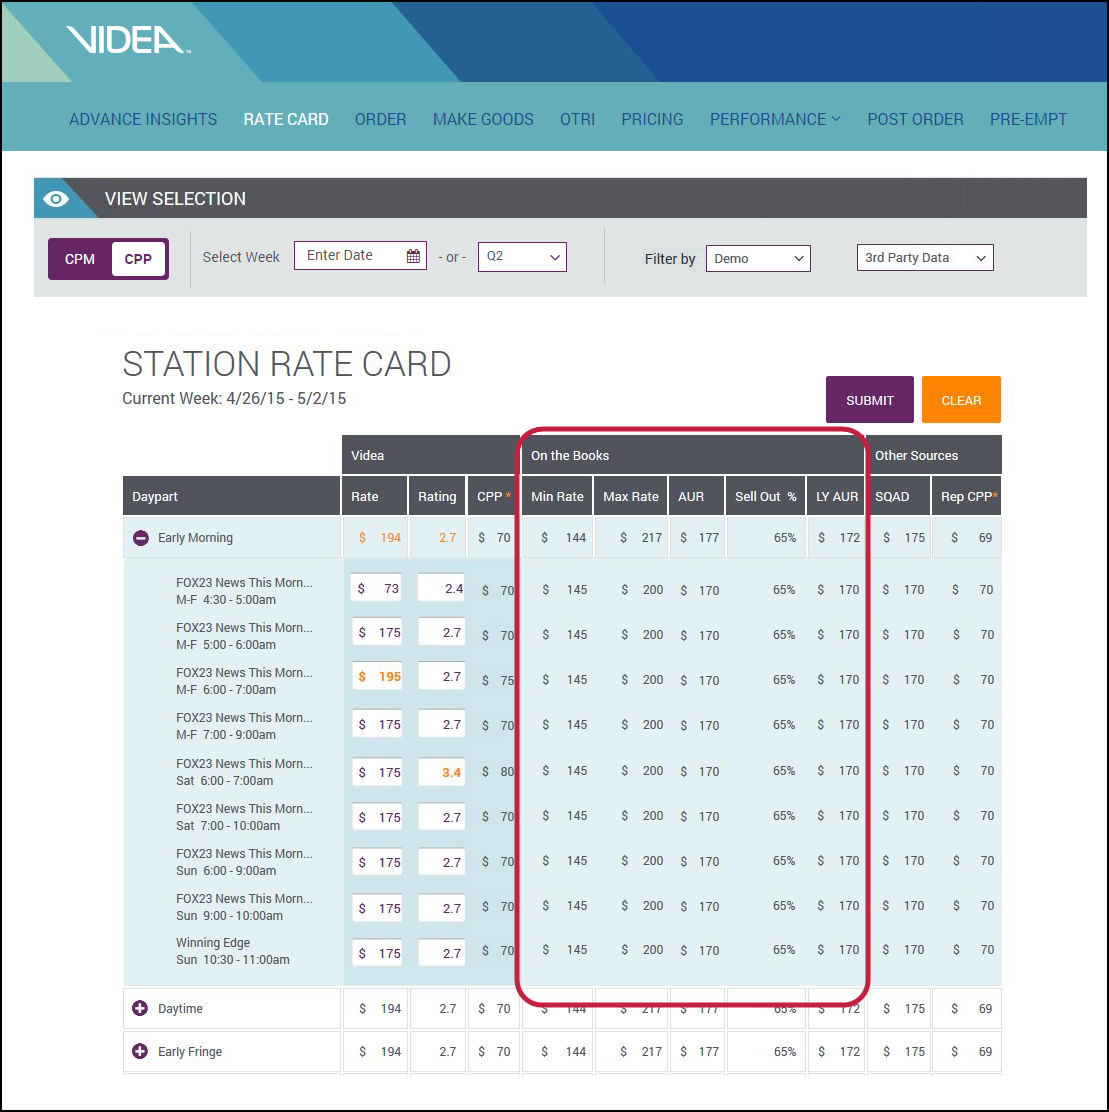 VIDEA™
ADVANCE INSIGHTS RATE CARD ORDER MAKE GOODS OTRI PRICING PERFORMANCE POST ORDER PRE-EMPT
VIEW SELECTION
CPM CPP Select Week Enter Date - or - Q2 Filter by Demo 3rd Party Data
STATION RATE CARD
Current Week: 4/26/15 - 5/2/15
SUBMIT CLEAR
Videa On the Books Other Sources
Daypart Rate Rating CPP * Min Rate Max Rate AUR Sell Out % LY AUR SQAD Rep CPP*
Early Morning $ 194 2.7 $ 70 $ 144 $ 217 $ 177 65% $ 172 $ 175 $ 69
FOX23 News This Morn...
M-F 4:30 - 5:00am $ 73 2.4 $ 70 $ 145 $ 200 $ 170 65% $ 170 $ 170 $ 70
FOX23 News This Morn...
M-F 5:00 - 6:00am $ 175 2.7 $ 70 $ 145 $ 200 $ 170 65% $ 170 $ 170 $ 70
FOX23 News This Morn...
M-F 6:00 - 7:00am $ 195 2.7 $ 75 $ 145 $ 200 $ 170 65% $ 170 $ 170 $ 70
FOX23 News This Morn...
M-F 7:00 - 9:00am $ 175 2.7 $ 70 $ 145 $ 200 $ 170 65% $ 170 $ 170 $ 70
FOX23 News This Morn...
Sat 6:00 - 7:00am $ 175 3.4 $ 80 $ 145 $ 200 $ 170 65% $ 170 $ 170 $ 70
FOX23 News This Morn...
Sat 7:00 - 10:00am $ 175 2.7 $ 70 $ 145 $ 200 $ 170 65% $ 170 $ 170 $ 70
FOX23 News This Morn...
Sun 6:00 - 9:00am $ 175 2.7 $ 70 $ 145 $ 200 $ 170 65% $ 170 $ 170 $ 70
FOX23 News This Morn...
Sun 9:00 - 10:00am $ 175 2.7 $ 70 $ 145 $ 200 $ 170 65% $ 170 $ 170 $ 70
Winning Edge
Sun 10:30 - 11:00am $ 175 2.7 $ 70 $ 145 $ 200 $ 170 65% $ 170 $ 170 $ 70
Daytime $ 194 2.7 $ 70 $ 144 $ 217 $ 177 65% $ 172 $ 175 $ 69
Early Fringe $ 194 2.7 $ 70 $ 144 $ 217 $ 177 65% $ 172 $ 175 $ 69